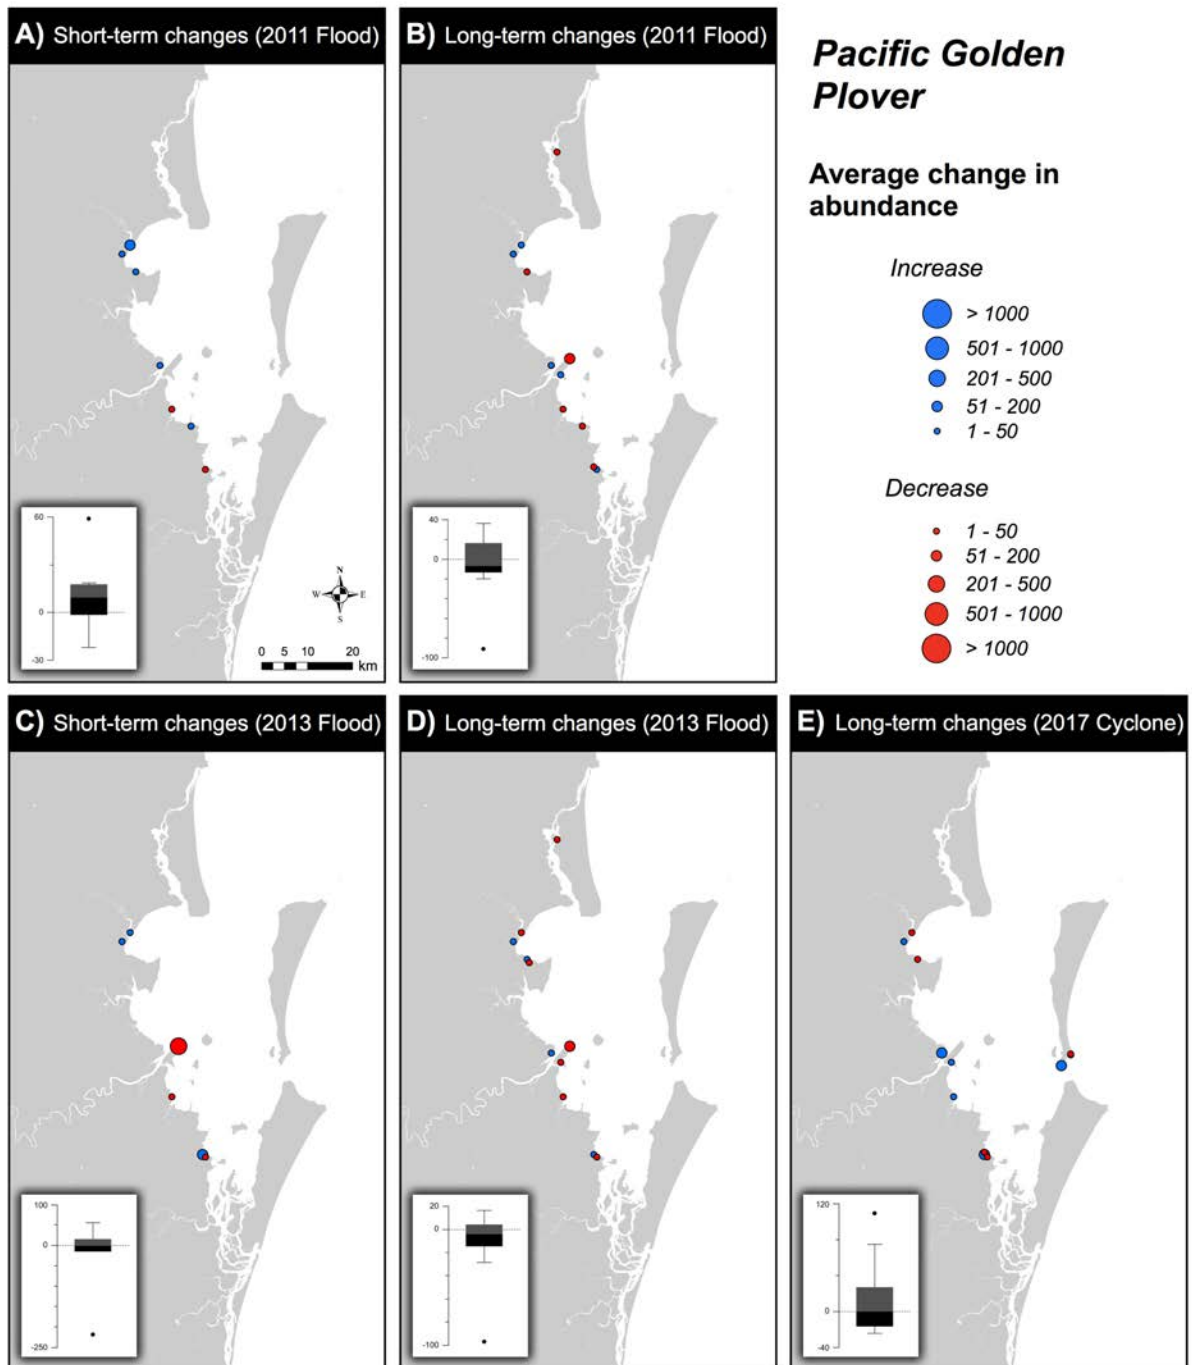 A) Short-term changes (2011 Flood)
B) Long-term changes (2011 Flood)
Pacific Golden
Plover
Average change in
abundance
Increase
> 1000
501 - 1000
201 - 500
51 - 200
1 - 50
Decrease
1 - 50
51 - 200
201 - 500
501 - 1000
> 1000
60
0
-30
N
W E
S
0 5 10 20
km
40
0
-100
C) Short-term changes (2013 Flood)
D) Long-term changes (2013 Flood)
E) Long-term changes (2017 Cyclone)
100
0
-250
20
0
-100
120
0
-40